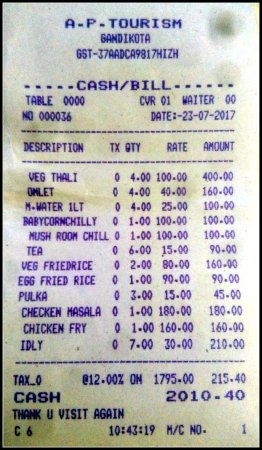 A-P-TOURISM
GANDIKOTA
GST-37AADCA9817HIZH
-----CASH/BILL------
TABLE 0000 CVR 01 WAITER 00
NO 000036 DATE:-23-07-2017
DESCRIPTION TX QTY RATE AMOUNT
VEG THALI 0 4.00 100.00 400.00
OMLET 0 4.00 40.00 160.00
M.WATER 1LT 0 4.00 25.00 100.00
BABYCORNCHILLY 0 1.00 100.00 100.00
MUSH ROOM CHILL 0 1.00 100.00 100.00
TEA 0 6.00 15.00 90.00
VEG FRIEDRICE 0 2.00 80.00 160.00
EGG FRIED RICE 0 1.00 90.00 90.00
PULKA 0 3.00 15.00 45.00
CHECKEN MASALA 0 1.00 180.00 180.00
CHICKEN FRY 0 1.00 160.00 160.00
IDLY 0 7.00 30.00 210.00
TAX_0 @12.00% ON 1795.00 215.40
CASH 2010.40
THANK U VISIT AGAIN
C 6 10:43:19 M/C NO. 1